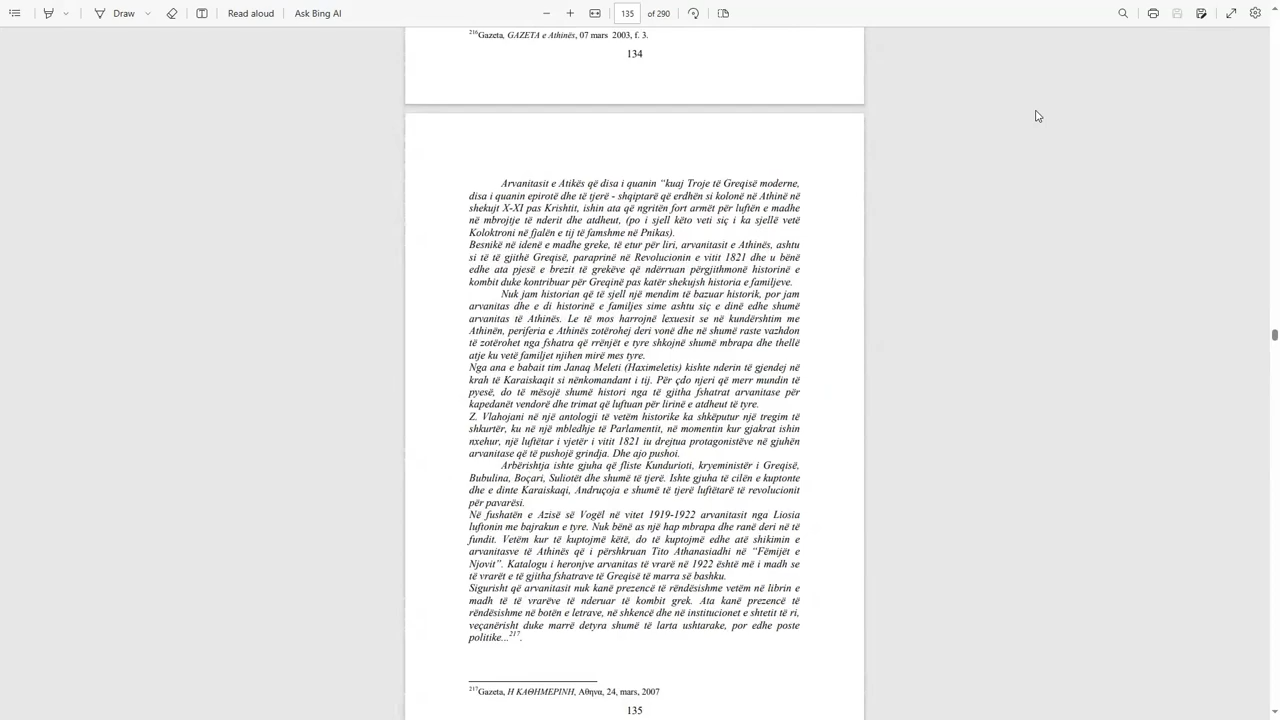 Draw
Read aloud
Ask Bing AI
135 of 290
216Gazeta, GAZETA e Athinës, 07 mars 2003, f. 3.
134
Arvanitasit e Atikës që disa i quanin “kuaj Troje të Greqisë moderne,
disa i quanin epirotë dhe të tjerë - shqiptarë që erdhën si kolonë në Athinë në
shekujt X-XI pas Krishtit, ishin ata që ngritën fort armët për luftën e madhe
në mbrojtje të nderit dhe atdheut, (po i sjell këto veti siç i ka sjellë vetë
Koloktroni në fjalën e tij të famshme në Pnikas).
Besnikë në idenë e madhe greke, të etur për liri, arvanitasit e Athinës, ashtu
si të të gjithë Greqisë, paraprinë në Revolucionin e vitit 1821 dhe u bënë
edhe ata pjesë e brezit të grekëve që ndërruan përgjithmonë historinë e
kombit duke kontribuar për Greqinë pas katër shekujsh historia e familjeve.
Nuk jam historian që të sjell një mendim të bazuar historik, por jam
arvanitas dhe e di historinë e familjes sime ashtu siç e dinë edhe shumë
arvanitas të Athinës. Le të mos harrojnë lexuesit se në kundërshtim me
Athinën, periferia e Athinës zotërohej deri vonë dhe në shumë raste vazhdon
të zotërohet nga fshatra që rrënjët e tyre shkojnë shumë mbrapa dhe thellë
atje ku vetë familjet njihen mirë mes tyre.
Nga ana e babait tim Janaq Meleti (Haximeletis) kishte nderin të gjendej në
krah të Karaiskaqit si nënkomandant i tij. Për çdo njeri që merr mundin të
pyesë, do të mësojë shumë histori nga të gjitha fshatrat arvanitase për
kapedanët vendorë dhe trimat që luftuan për lirinë e atdheut të tyre.
Z. Vlahojani në një antologji të vetëm historike ka shkëputur një tregim të
shkurtër, ku në një mbledhje të Parlamentit, në momentin kur gjakrat ishin
nxehur, një luftëtar i vjetër i vitit 1821 iu drejtua protagonistëve në gjuhën
arvanitase që të pushojë grindja. Dhe ajo pushoi.
Arbërishtja ishte gjuha që fliste Kundurioti, kryeministër i Greqisë,
Bubulina, Boçari, Suliotët dhe shumë të tjerë. Ishte gjuha të cilën e kuptonte
dhe e dinte Karaiskaqi, Andruçoja e shumë të tjerë luftëtarë të revolucionit
për pavarësi.
Në fushatën e Azisë së Vogël në vitet 1919-1922 arvanitasit nga Liosia
luftonin me bajrakun e tyre. Nuk bënë as një hap mbrapa dhe ranë deri në të
fundit. Vetëm kur të kuptojmë këtë, do të kuptojmë edhe atë shikimin e
arvanitasve të Athinës që i përshkruan Tito Athanasiadhi në “Fëmijët e
Njovit”. Katalogu i heronjve arvanitas të vrarë në 1922 është më i madh se
të vrarët e të gjitha fshatrave të Greqisë të marra së bashku.
Sigurisht që arvanitasit nuk kanë prezencë të rëndësishme vetëm në librin e
madh të të vrarëve të nderuar të kombit grek. Ata kanë prezencë të
rëndësishme në botën e letrave, në shkencë dhe në institucionet e shtetit të ri,
veçanërisht duke marrë detyra shumë të larta ushtarake, por edhe poste
politike...217.
217Gazeta, Η ΚΑΘΗΜΕΡΙΝΗ, Αθηνα, 24, mars, 2007
135